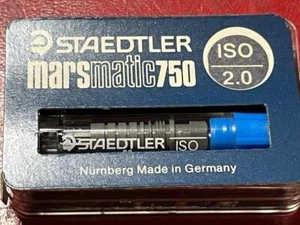 STAEDTLER
marsmatic750
ISO
2.0
STAEDTLER ISO
Nürnberg Made in Germany